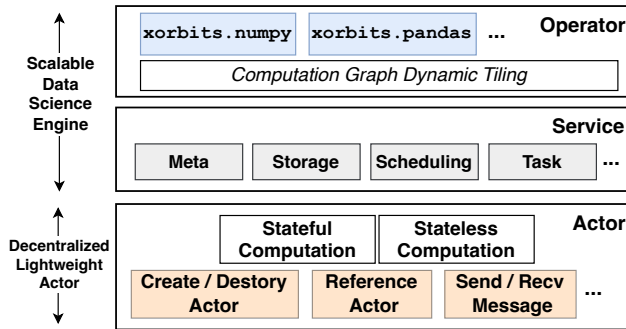 Operator
xorbits.numpy xorbits.pandas ...
Computation Graph Dynamic Tiling
Scalable
Data
Science
Engine
Service
Meta Storage Scheduling Task ...
Actor
Stateful
Computation
Stateless
Computation
Decentralized
Lightweight
Actor
Create / Destory
Actor
Reference
Actor
Send / Recv
Message
...